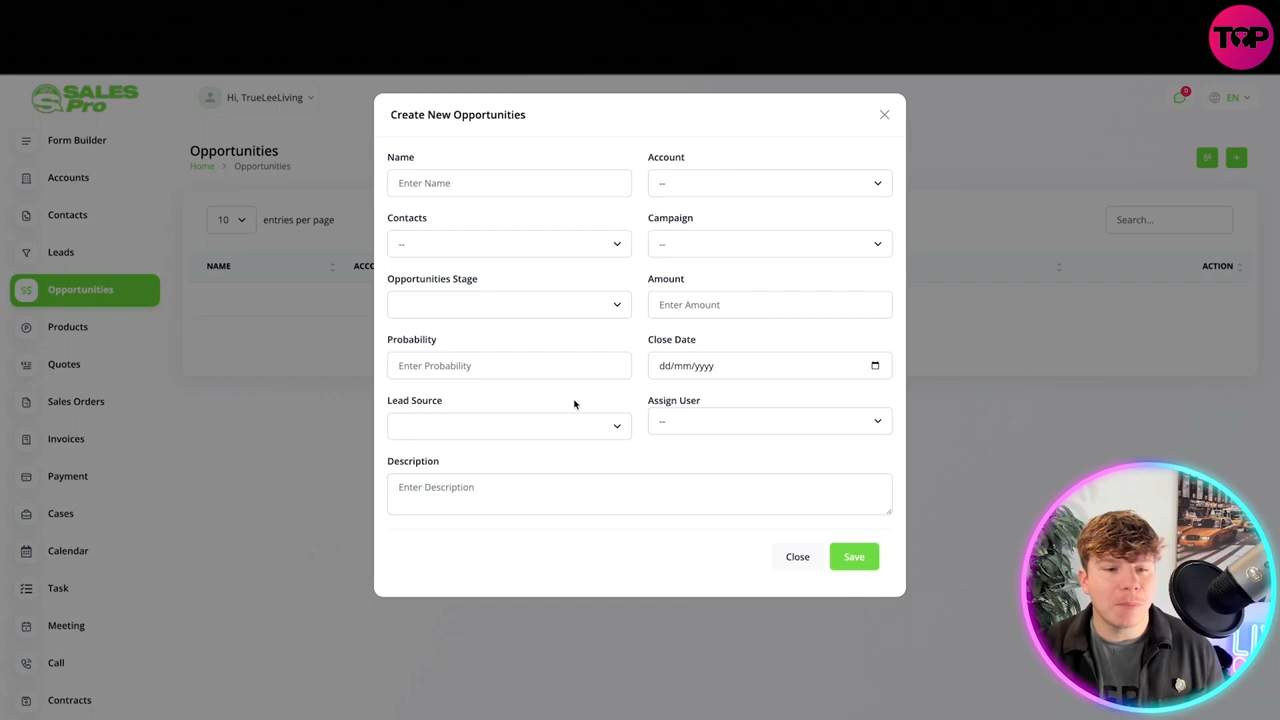 TOP
SALES
Pro
Hi, TrueLeeLiving
0
EN
Form Builder
Accounts
Contacts
Leads
SS
Opportunities
Products
Quotes
Sales Orders
Invoices
Payment
Cases
Calendar
Task
Meeting
Call
Contracts
Opportunities
Home > Opportunities
10 entries per page
Search...
NAME
ACCO
ACTION
Create New Opportunities
Name
Enter Name
Account
--
Contacts
--
Campaign
--
Opportunities Stage
Amount
Enter Amount
Probability
Enter Probability
Close Date
dd/mm/yyyy
Lead Source
Assign User
--
Description
Enter Description
Close
Save